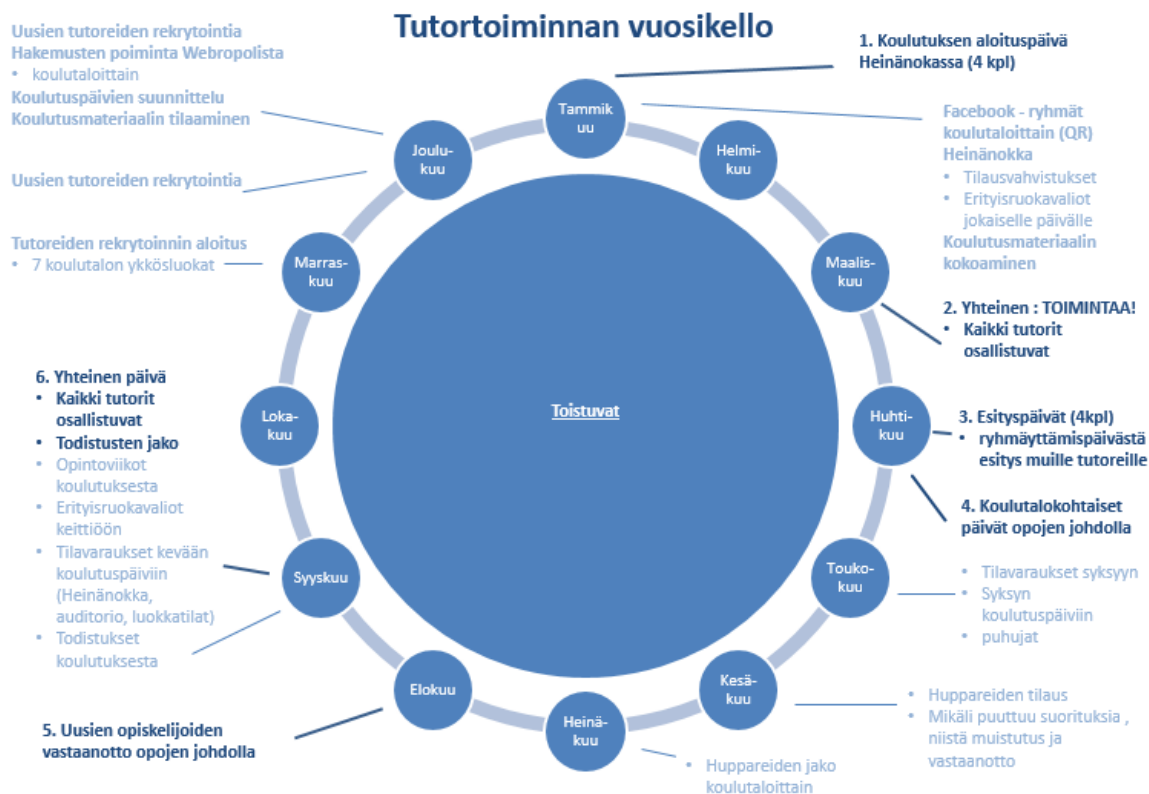 Tutortoiminnan vuosikello
Uusien tutoreiden rekrytointia
Hakemusten poiminta Webropolista
• koulutaloittain
Koulutuspäivien suunnittelu
Koulutusmateriaalin tilaaminen
Uusien tutoreiden rekrytointia
Tutoreiden rekrytoinnin aloitus
• 7 koulutalon ykkösluokat
6. Yhteinen päivä
• Kaikki tutorit
osallistuvat
• Todistusten jako
• Opintoviikot
koulutuksesta
• Erityisruokavaliot
keittiöön
• Tilavaraukset kevään
koulutuspäiviin
(Heinänokka,
auditorio, luokkatilat)
• Todistukset
koulutuksesta
5. Uusien opiskelijoiden
vastaanotto opojen johdolla
Tammik
uu
Helmi-
kuu
Maalis-
kuu
Huhti-
kuu
Touko-
kuu
Kesä-
kuu
Heinä-
kuu
Elokuu
Syyskuu
Loka-
kuu
Marras-
kuu
Joulu-
kuu
Toistuvat
1. Koulutuksen aloituspäivä
Heinänokassa (4 kpl)
Facebook - ryhmät
koulutaloittain (QR)
Heinänokka
• Tilausvahvistukset
• Erityisruokavaliot
jokaiselle päivälle
Koulutusmateriaalin
kokoaminen
2. Yhteinen : TOIMINTAA!
• Kaikki tutorit
osallistuvat
3. Esityspäivät (4kpl)
• ryhmäyttämispäivästä
esitys muille tutoreille
4. Koulutalokohtaiset
päivät opojen johdolla
• Tilavaraukset syksyyn
• Syksyn
koulutuspäiviin
• puhujat
• Huppareiden tilaus
• Mikäli puuttuu suorituksia ,
niistä muistutus ja
vastaanotto
• Huppareiden jako
koulutaloittain